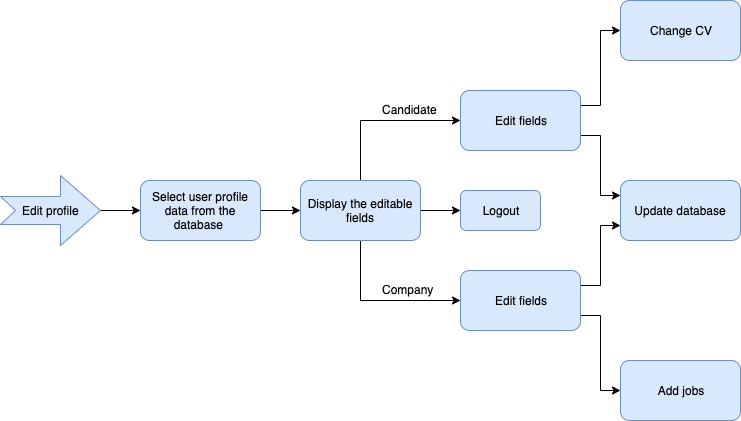 Change CV
Candidate
Edit fields
Edit profile
Select user profile
data from the
database
Display the editable
fields
Logout
Update database
Company
Edit fields
Add jobs